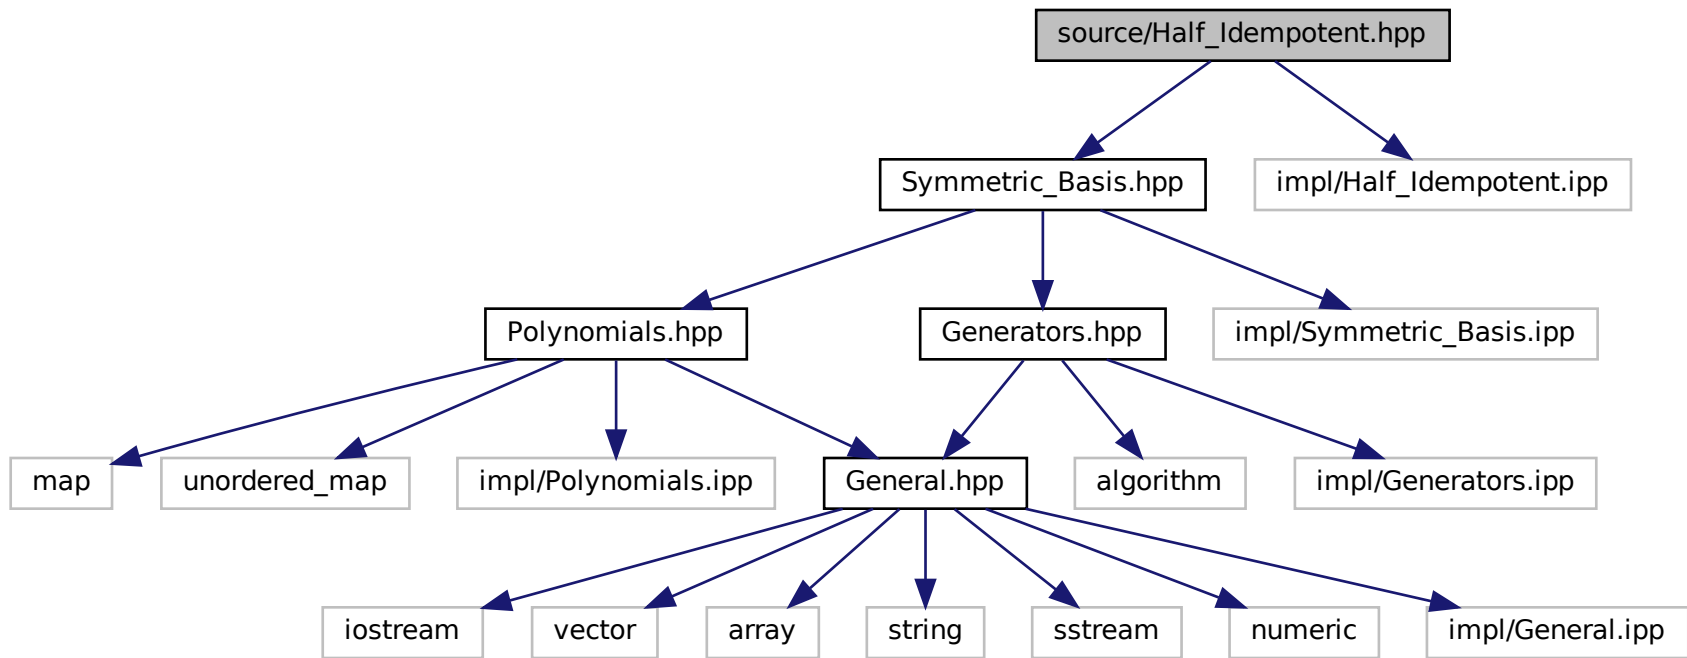 source/Half_Idempotent.hpp
Symmetric_Basis.hpp
impl/Half_Idempotent.ipp
Polynomials.hpp
Generators.hpp
impl/Symmetric_Basis.ipp
map
unordered_map
impl/Polynomials.ipp
General.hpp
algorithm
impl/Generators.ipp
iostream
vector
array
string
sstream
numeric
impl/General.ipp